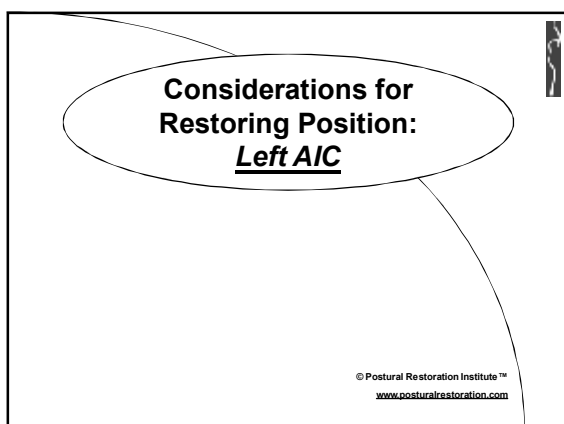 Considerations for
Restoring Position:
Left AIC
© Postural Restoration Institute™
www.posturalrestoration.com